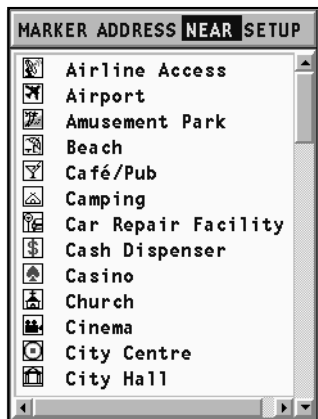 MARKER ADDRESS NEAR SETUP
Airline Access
Airport
Amusement Park
Beach
Café/Pub
Camping
Car Repair Facility
Cash Dispenser
Casino
Church
Cinema
City Centre
City Hall